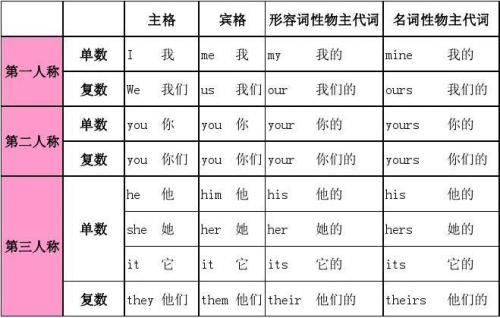 主格 宾格 形容词性物主代词 名词性物主代词
第一人称 单数 I 我 me 我 my 我的 mine 我的
复数 We 我们 us 我们 our 我们的 ours 我们的
第二人称 单数 you 你 you 你 your 你的 yours 你的
复数 you 你们 you 你们 your 你们的 yours 你们的
第三人称 单数 he 他 him 他 his 他的 his 他的
she 她 her 她 her 她的 hers 她的
it 它 it 它 its 它的 its 它的
复数 they 他们 them 他们 their 他们的 theirs 他们的